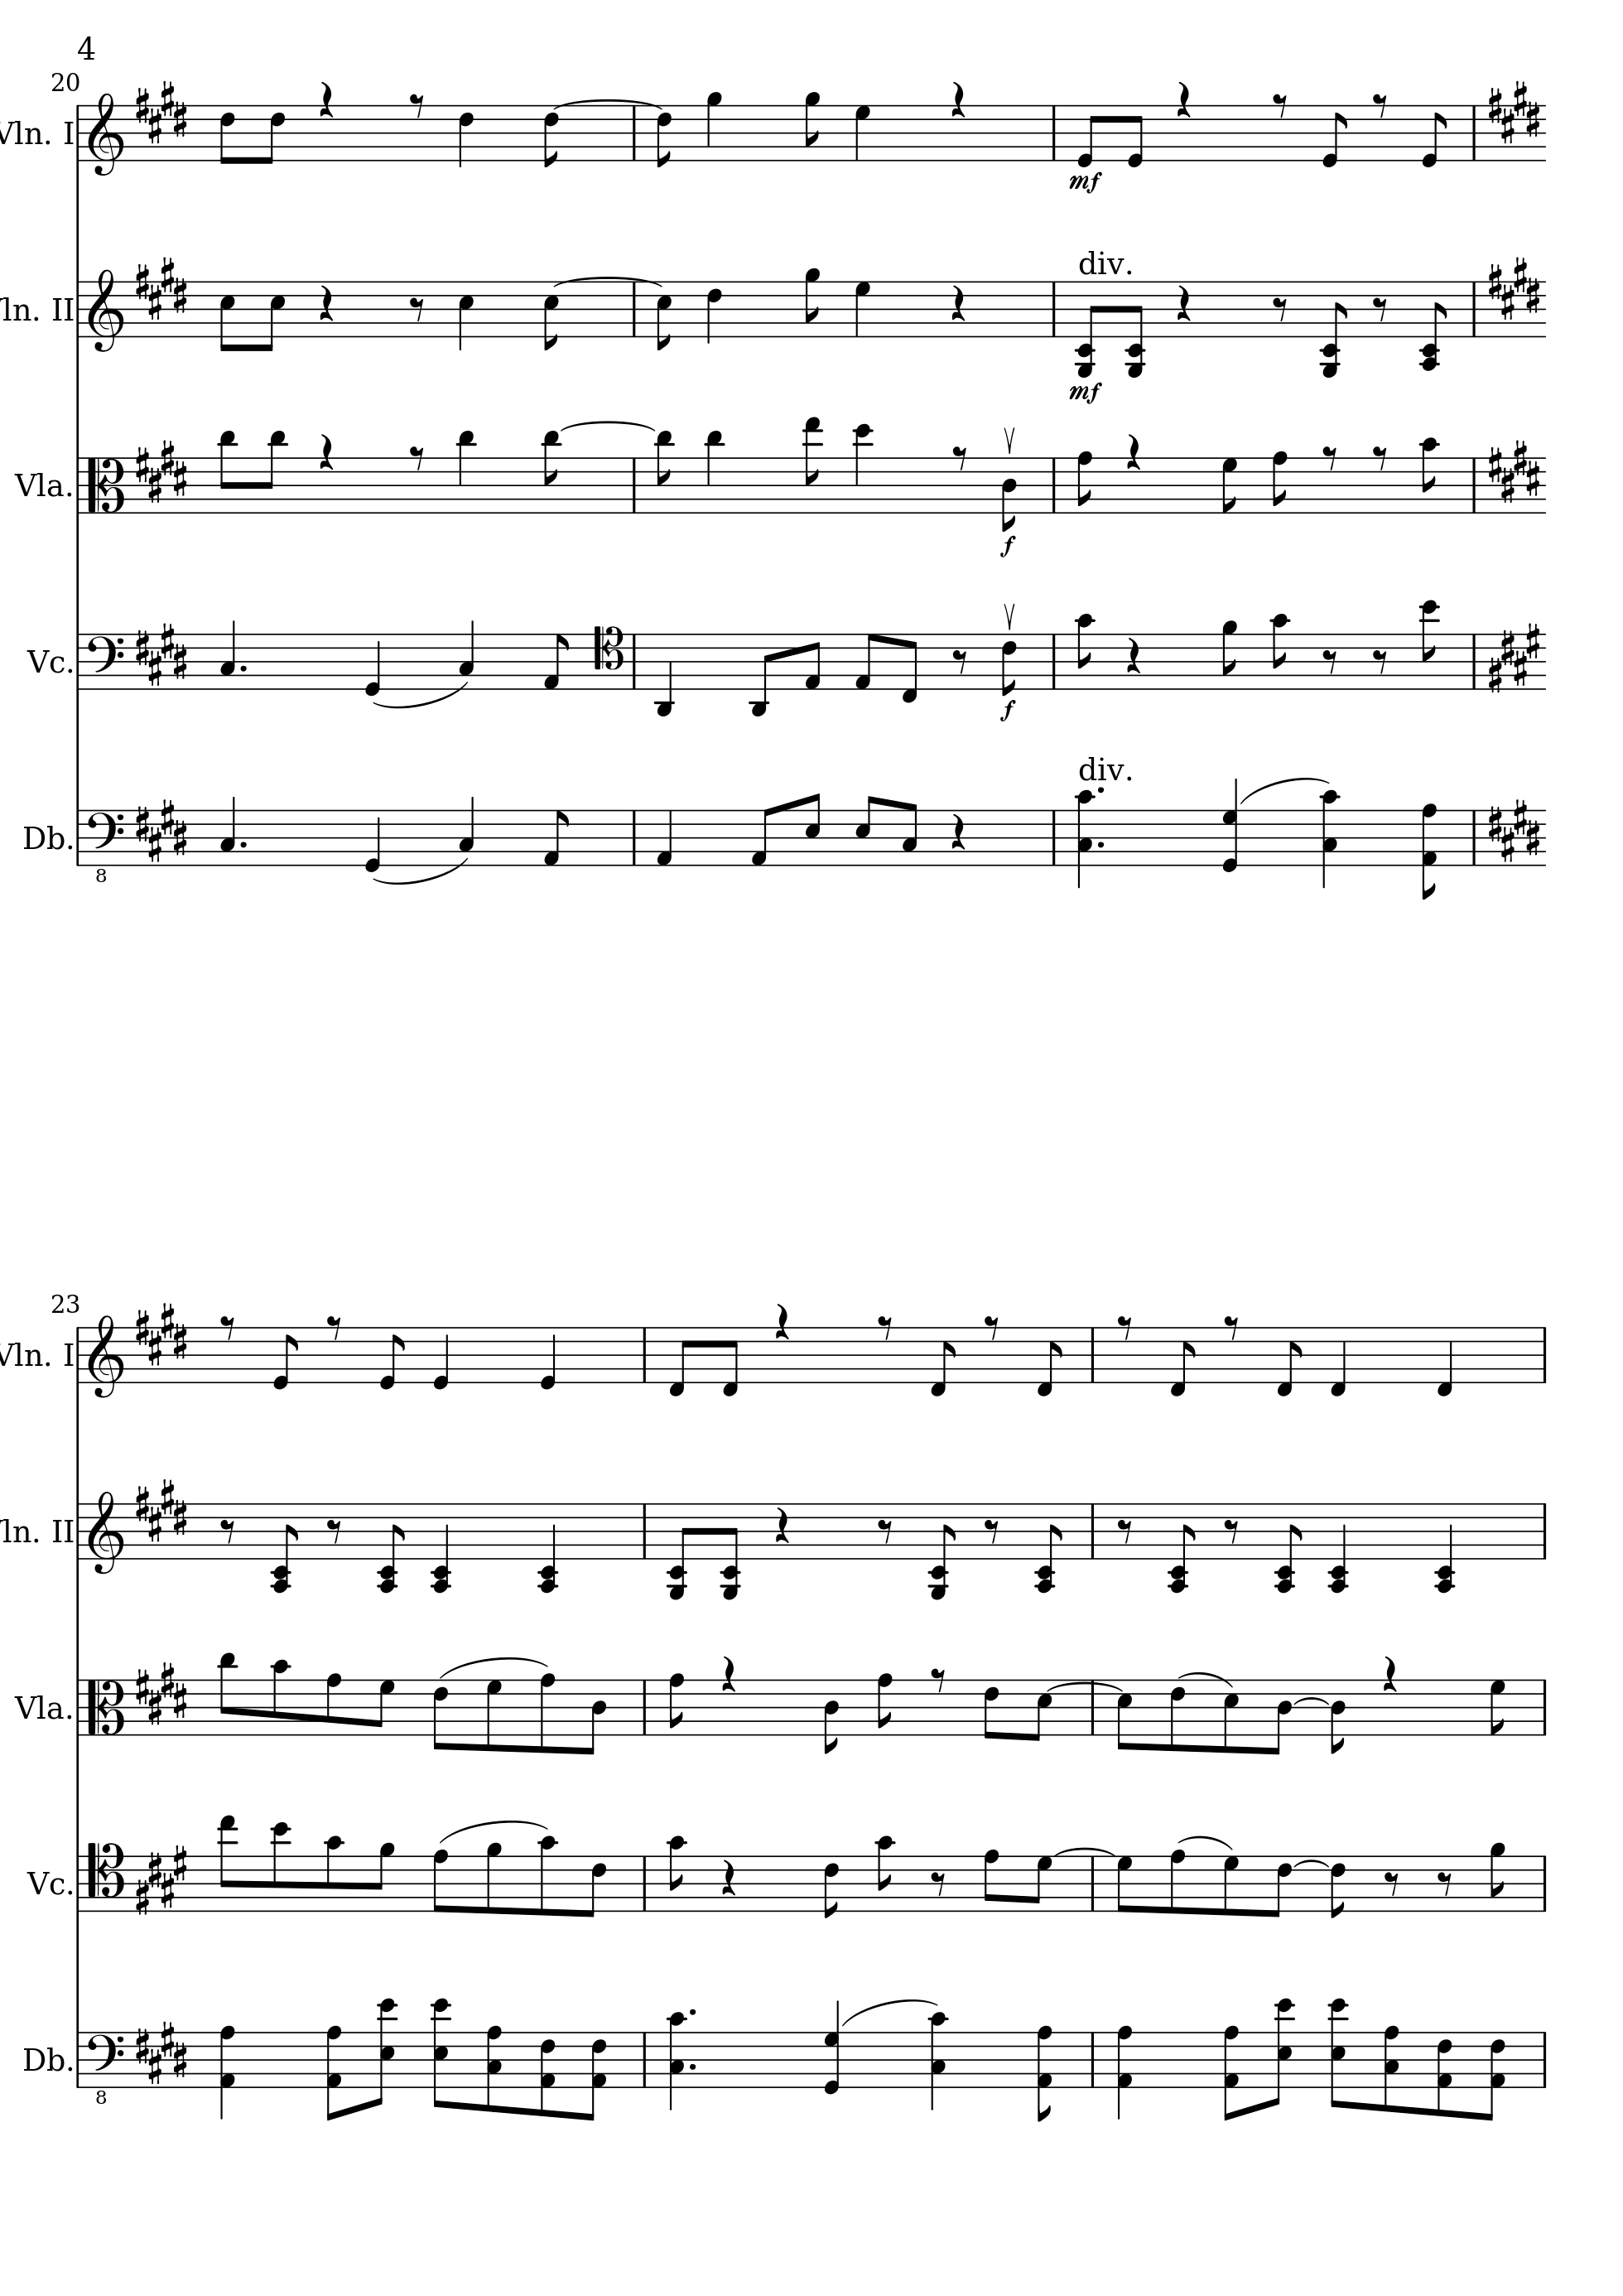 4
20
Vln. I
mf
div.
Vln. II
mf
Vla.
f
Vc.
f
div.
Db.
8
23
Vln. I
Vln. II
Vla.
Vc.
Db.
8